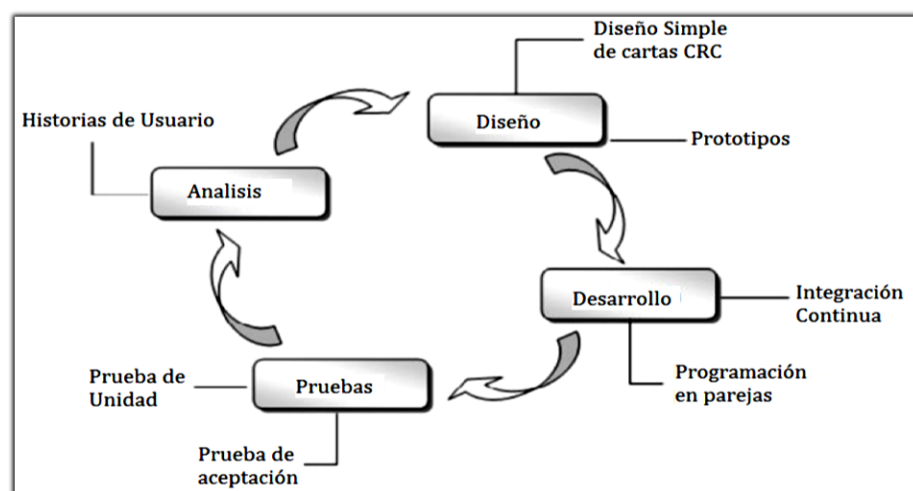 Diseño Simple
de cartas CRC
Historias de Usuario
Diseño
Prototipos
Analisis
Desarrollo
Integración
Continua
Prueba de
Unidad
Pruebas
Programación
en parejas
Prueba de
aceptación